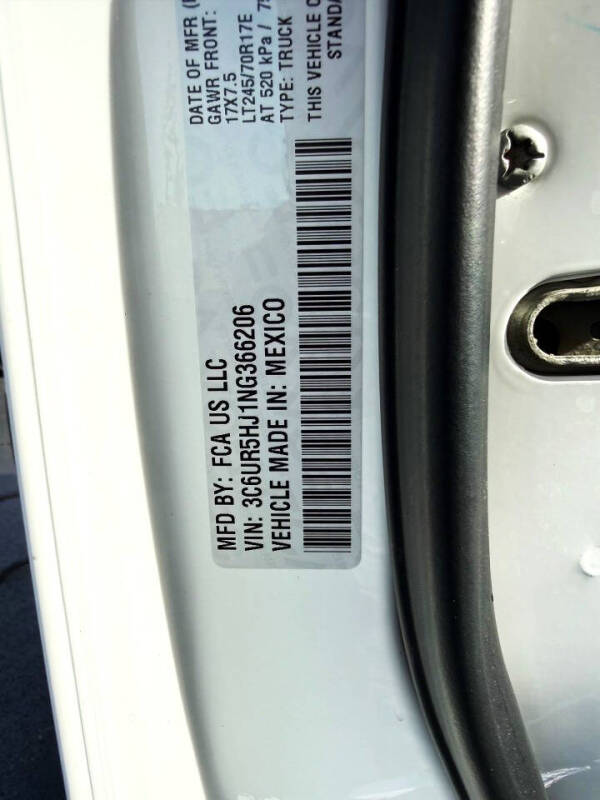 MFD BY: FCA US LLC
VIN: 3C6UR5HJ1NG366206
VEHICLE MADE IN: MEXICO
DATE OF MFR
GAWR FRONT:
17X7.5
LT245/70R17E
AT 520 kPa /
TYPE: TRUCK
THIS VEHICLE